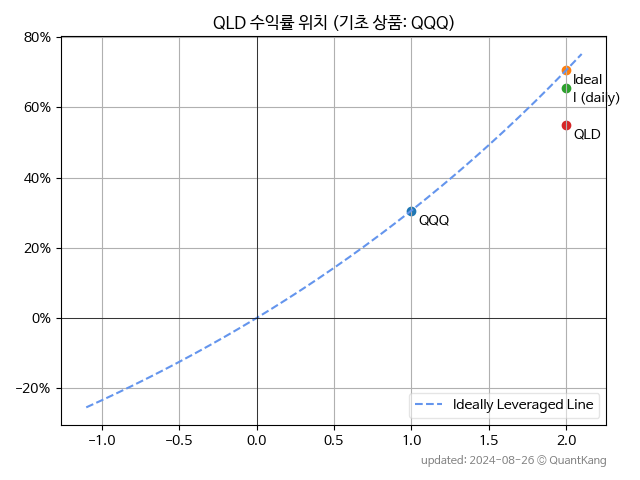 QLD 수익률 위치 (기초 상품: QQQ)
80%
60%
40%
20%
0%
−20%
Ideal
I (daily)
QLD
QQQ
Ideally Leveraged Line
−1.0 −0.5 0.0 0.5 1.0 1.5 2.0
updated: 2024-08-26 © QuantKang